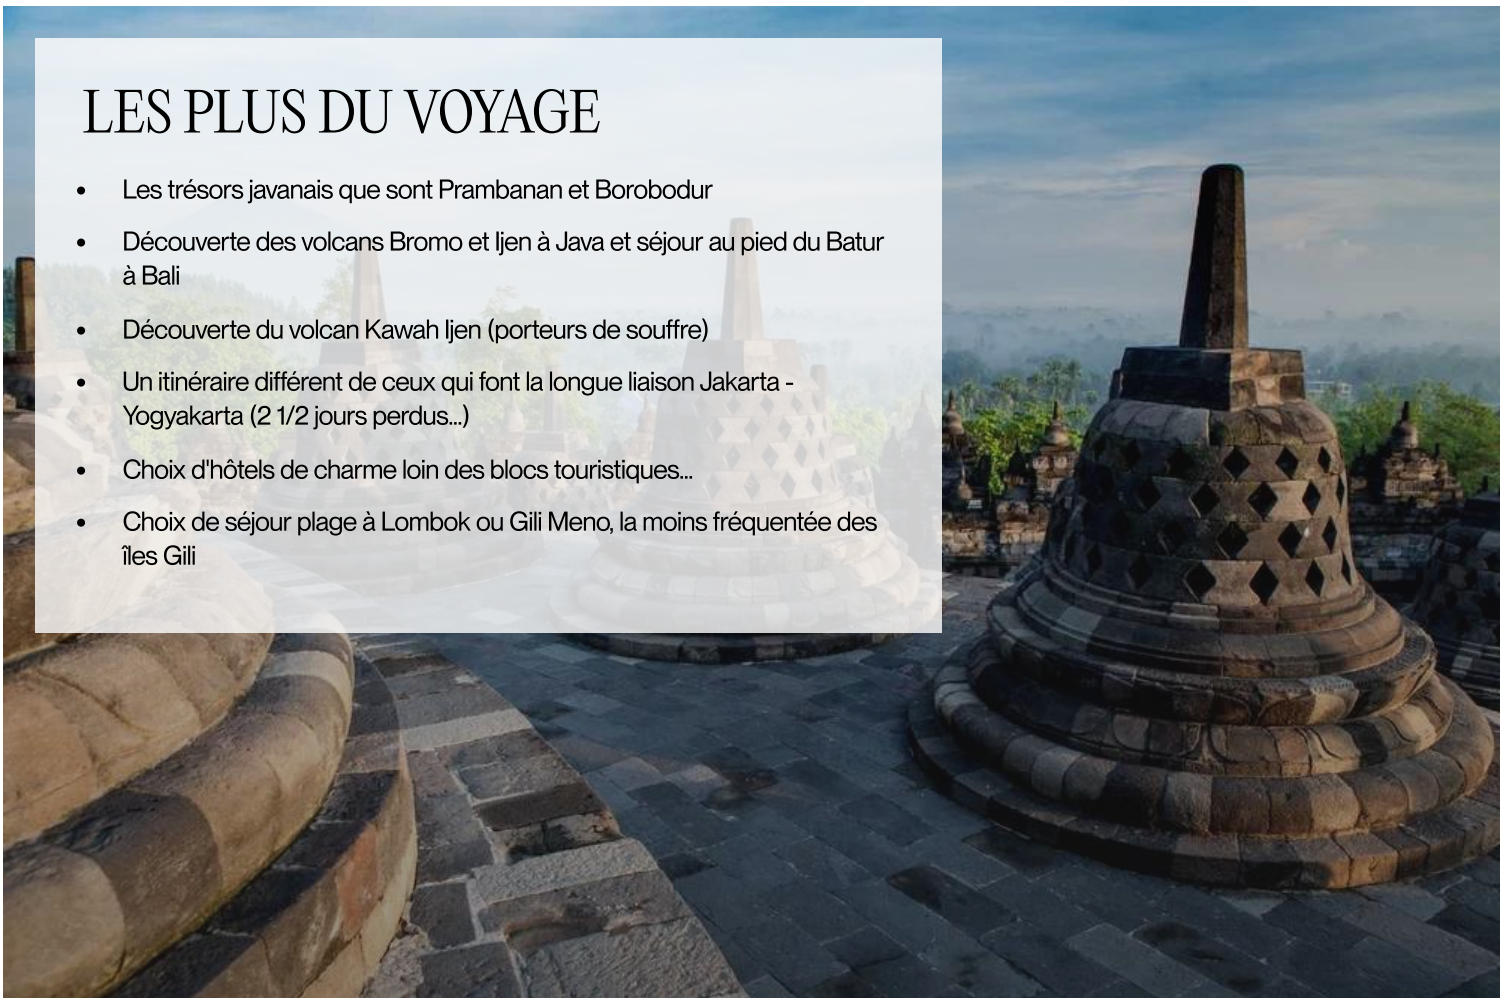 LES PLUS DU VOYAGE
• Les trésors javanais que sont Prambanan et Borobodur
• Découverte des volcans Bromo et Ijen à Java et séjour au pied du Batur
à Bali
• Découverte du volcan Kawah Ijen (porteurs de souffre)
• Un itinéraire différent de ceux qui font la longue liaison Jakarta -
Yogyakarta (2 1/2 jours perdus...)
• Choix d'hôtels de charme loin des blocs touristiques...
• Choix de séjour plage à Lombok ou Gili Meno, la moins fréquentée des
îles Gili